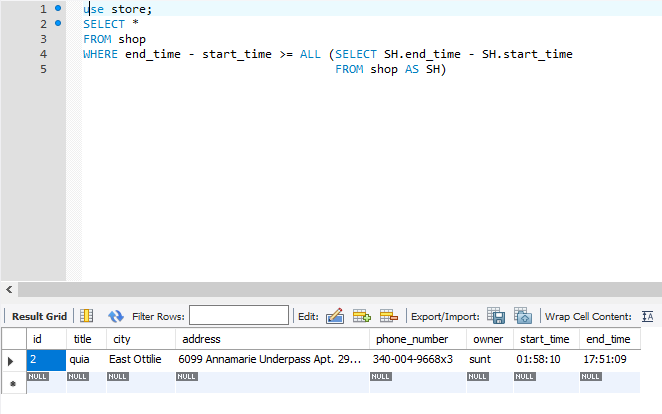 1 use store;
2 SELECT *
3 FROM shop
4 WHERE end_time - start_time >= ALL (SELECT SH.end_time - SH.start_time
5 FROM shop AS SH)
Result Grid Filter Rows: Edit: Export/Import: Wrap Cell Content: IA
id title city address phone_number owner start_time end_time
2 quia East Ottilie 6099 Annamarie Underpass Apt. 29... 340-004-9668x3 sunt 01:58:10 17:51:09
NULL NULL NULL NULL NULL NULL NULL NULL